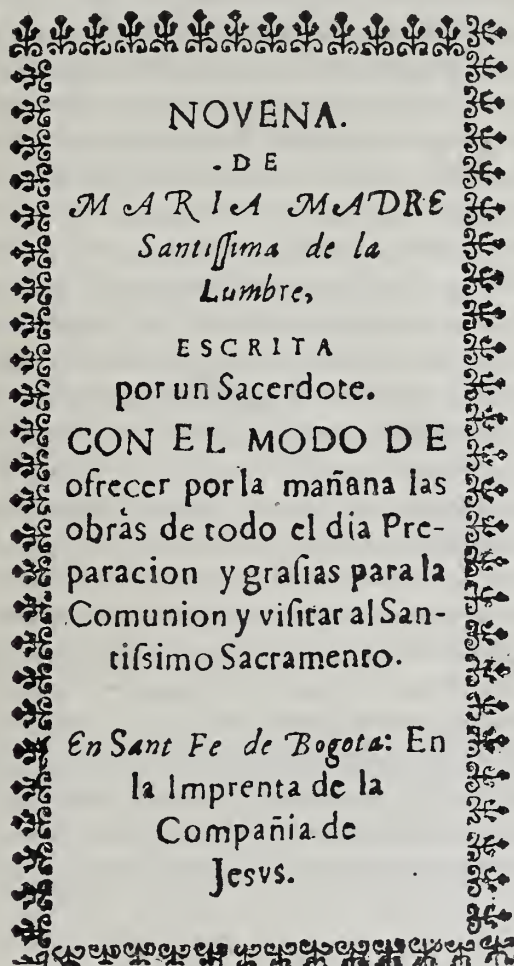 NOVENA.
. D E
MARIA MADRE
Santiſſima de la
Lumbre,
ESCRITA
por un Sacerdote.
CON EL MODO DE
ofrecer por la mañana las
obràs de todo el dia Pre-
paracion y graſias para la
Comunion y viſitar al San-
tiſsimo Sacramento.
En Sant Fe de Bogota: En
la Imprenta de la
Compañia de
Jesvs.